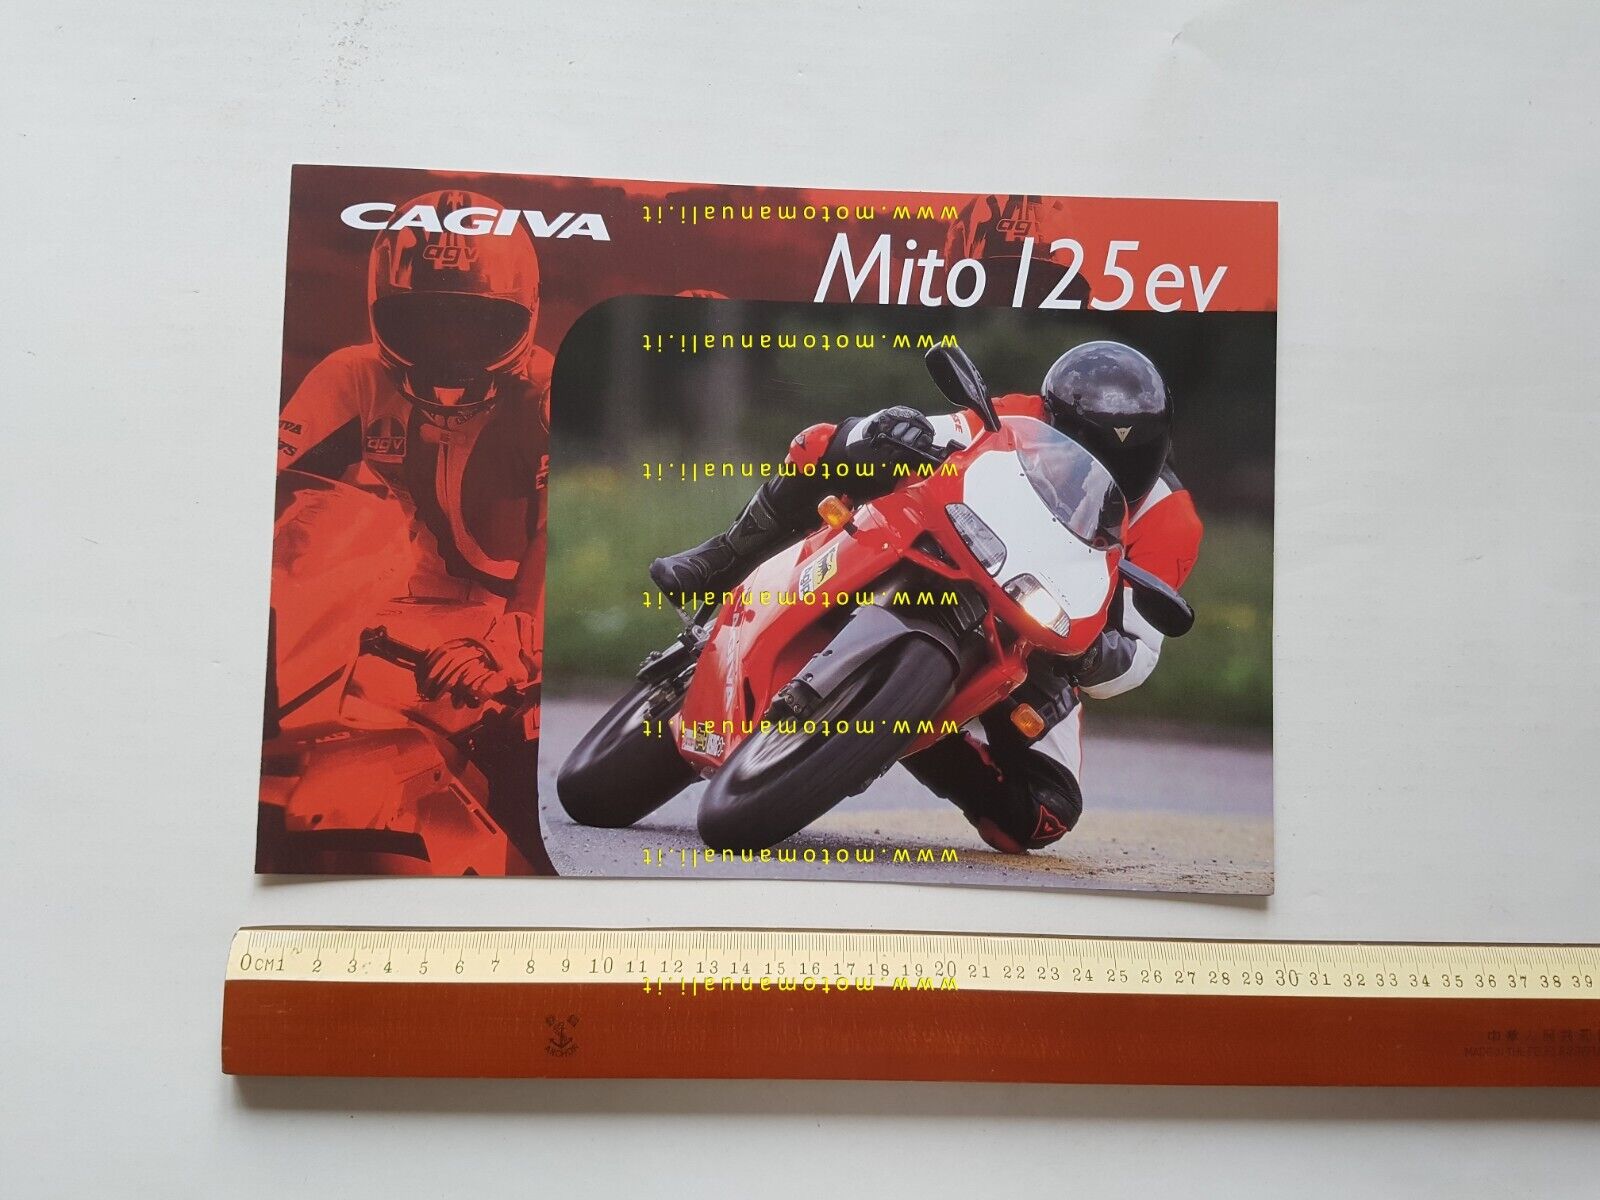 CAGIVA
Mito 125ev
agv
agv
agv
www.motomanuali.it
www.motomanuali.it
www.motomanuali.it
www.motomanuali.it
www.motomanuali.it
www.motomanuali.it
www.motomanuali.it
0CM1 2 3 4 5 6 7 8 9 10 11 12 13 14 15 16 17 18 19 20 21 22 23 24 25 26 27 28 29 30 31 32 33 34 35 36 37 38 39
ANCHOR